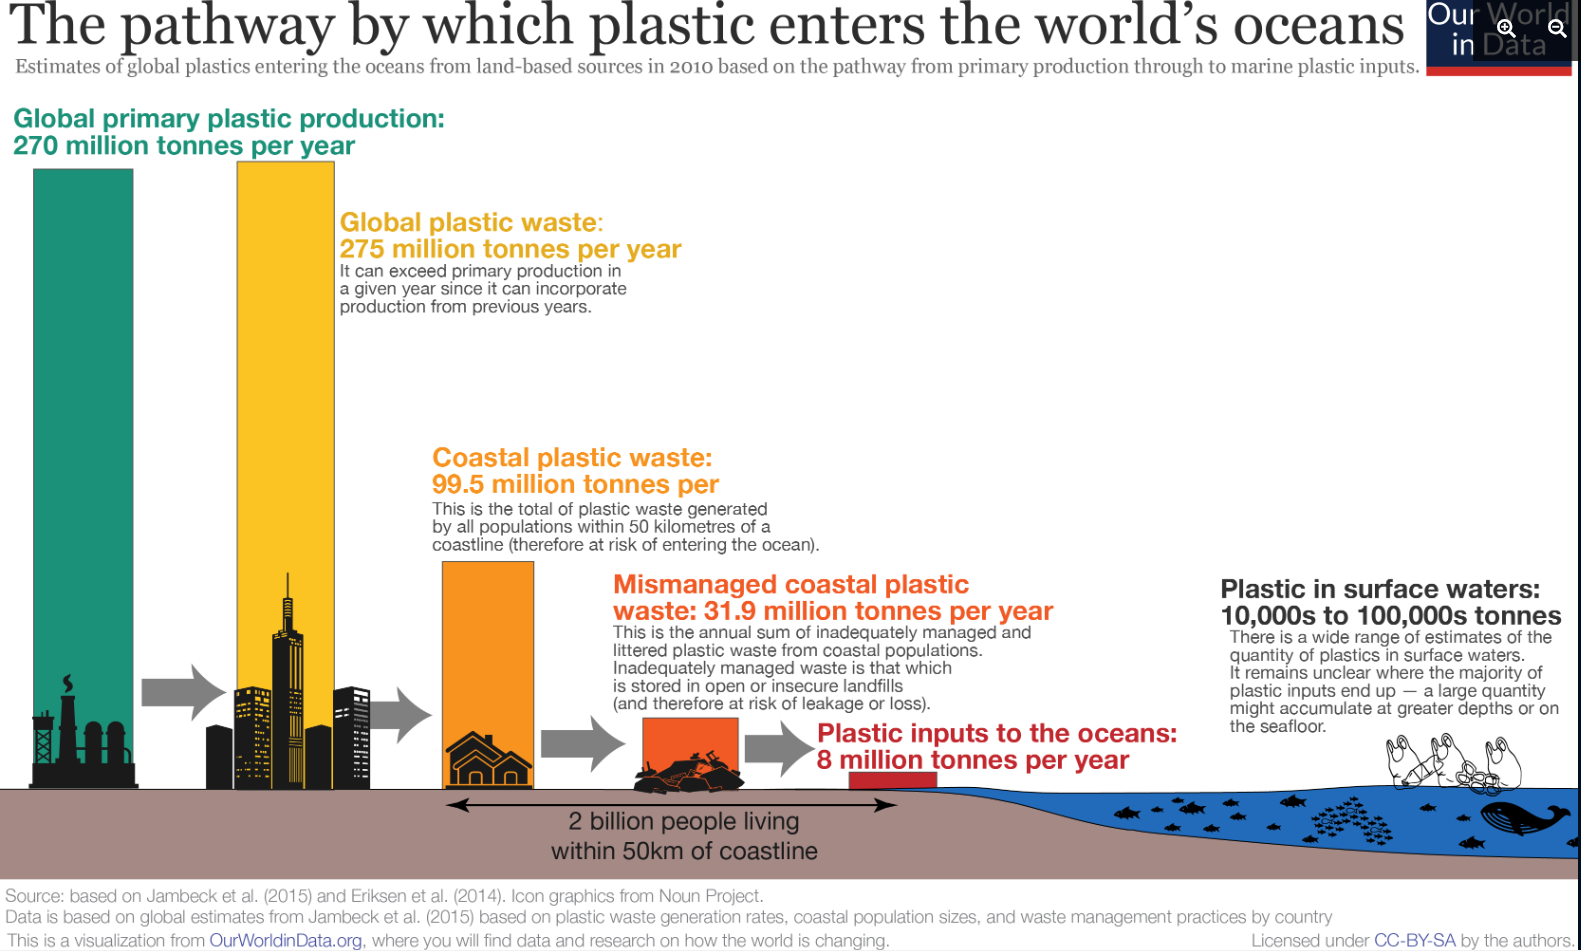 The pathway by which plastic enters the world's oceans
Our World
in Data
Estimates of global plastics entering the oceans from land-based sources in 2010 based on the pathway from primary production through to marine plastic inputs.
Global primary plastic production:
270 million tonnes per year
Global plastic waste:
275 million tonnes per year
It can exceed primary production in
a given year since it can incorporate
production from previous years.
Coastal plastic waste:
99.5 million tonnes per
This is the total of plastic waste generated
by all populations within 50 kilometres of a
coastline (therefore at risk of entering the ocean).
Mismanaged coastal plastic
waste: 31.9 million tonnes per year
This is the annual sum of inadequately managed and
littered plastic waste from coastal populations.
Inadequately managed waste is that which
is stored in open or insecure landfills
(and therefore at risk of leakage or loss).
Plastic inputs to the oceans:
8 million tonnes per year
Plastic in surface waters:
10,000s to 100,000s tonnes
There is a wide range of estimates of the
quantity of plastics in surface waters.
It remains unclear where the majority of
plastic inputs end up — a large quantity
might accumulate at greater depths or on
the seafloor.
2 billion people living
within 50km of coastline
Source: based on Jambeck et al. (2015) and Eriksen et al. (2014). Icon graphics from Noun Project.
Data is based on global estimates from Jambeck et al. (2015) based on plastic waste generation rates, coastal population sizes, and waste management practices by country
This is a visualization from OurWorldinData.org, where you will find data and research on how the world is changing.
Licensed under CC-BY-SA by the authors.